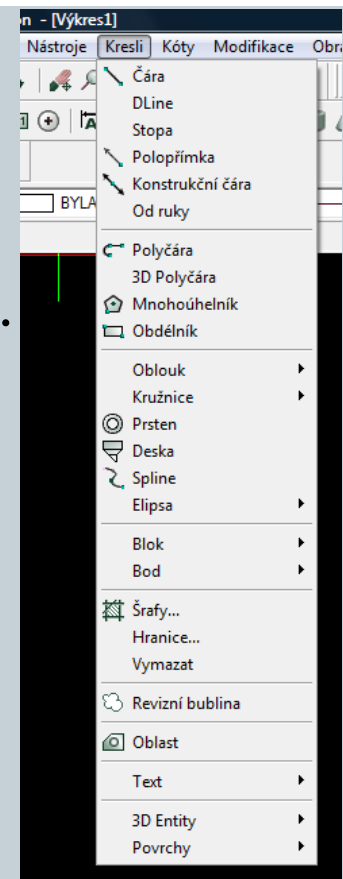 n - [Výkres1]
Nástroje Kresli Kóty Modifikace Obra
BYLA
Čára
DLine
Stopa
Polopřímka
Konstrukční čára
Od ruky
Polyčára
3D Polyčára
Mnohoúhelník
Obdélník
Oblouk
Kružnice
Prsten
Deska
Spline
Elipsa
Blok
Bod
Šrafy...
Hranice...
Vymazat
Revizní bublina
Oblast
Text
3D Entity
Povrchy